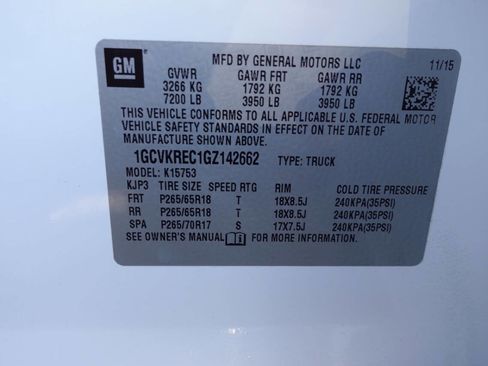 GM
MFD BY GENERAL MOTORS LLC
11/15
GVWR GAWR FRT GAWR RR
3266 KG 1792 KG 1792 KG
7200 LB 3950 LB 3950 LB
THIS VEHICLE CONFORMS TO ALL APPLICABLE U.S. FEDERAL MOTOR
VEHICLE SAFETY STANDARDS IN EFFECT ON THE DATE OF
MANUFACTURE SHOWN ABOVE.
1GCVKREC1GZ142662 TYPE: TRUCK
MODEL: K15753
KJP3 TIRE SIZE SPEED RTG RIM COLD TIRE PRESSURE
FRT P265/65R18 T 18X8.5J 240KPA(35PSI)
RR P265/65R18 T 18X8.5J 240KPA(35PSI)
SPA P265/70R17 S 17X7.5J 240KPA(35PSI)
SEE OWNER'S MANUAL FOR MORE INFORMATION.